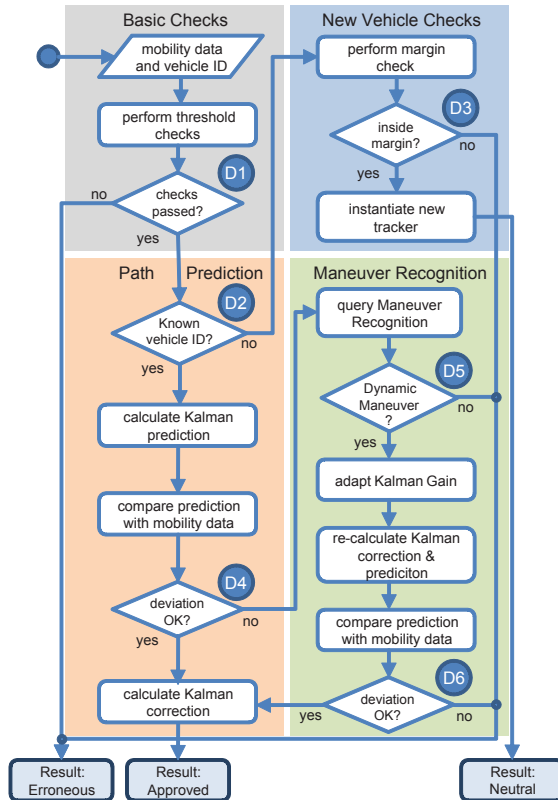 Basic Checks
mobility data
and vehicle ID
perform threshold
checks
D1
checks
passed?
no
yes
New Vehicle Checks
perform margin
check
D3
inside
margin?
no
yes
instantiate new
tracker
Path Prediction
D2
Known
vehicle ID?
no
yes
calculate Kalman
prediction
compare prediction
with mobility data
D4
deviation
OK?
no
yes
calculate Kalman
correction
Maneuver Recognition
query Maneuver
Recognition
D5
Dynamic
Maneuver
?
no
yes
adapt Kalman Gain
re-calculate Kalman
correction &
prediciton
compare prediction
with mobility data
D6
deviation
OK?
yes
no
Result:
Erroneous
Result:
Approved
Result:
Neutral